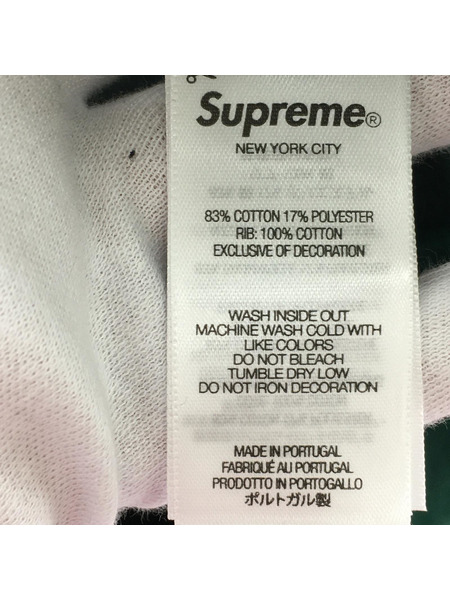 Supreme®
NEW YORK CITY
83% COTTON 17% POLYESTER
RIB: 100% COTTON
EXCLUSIVE OF DECORATION
WASH INSIDE OUT
MACHINE WASH COLD WITH
LIKE COLORS
DO NOT BLEACH
TUMBLE DRY LOW
DO NOT IRON DECORATION
MADE IN PORTUGAL
FABRIQUÉ AU PORTUGAL
PRODOTTO IN PORTOGALLO
ポルトガル製